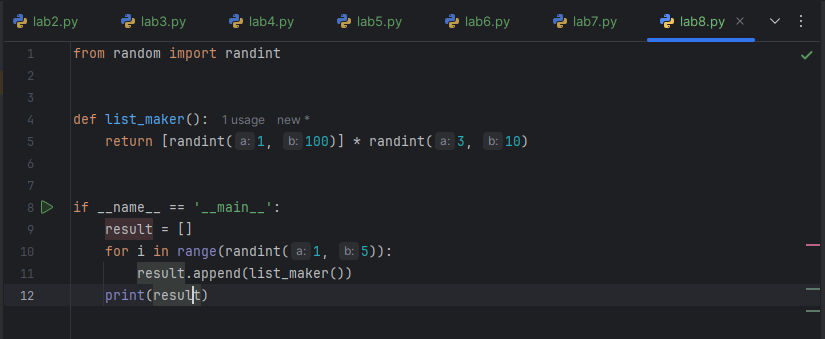 lab2.py lab3.py lab4.py lab5.py lab6.py lab7.py lab8.py
1 from random import randint
2
3
4 def list_maker(): 1 usage new *
5 return [randint(a: 1, b: 100)] * randint(a: 3, b: 10)
6
7
8 if __name__ == '__main__':
9 result = []
10 for i in range(randint(a: 1, b: 5)):
11 result.append(list_maker())
12 print(result)